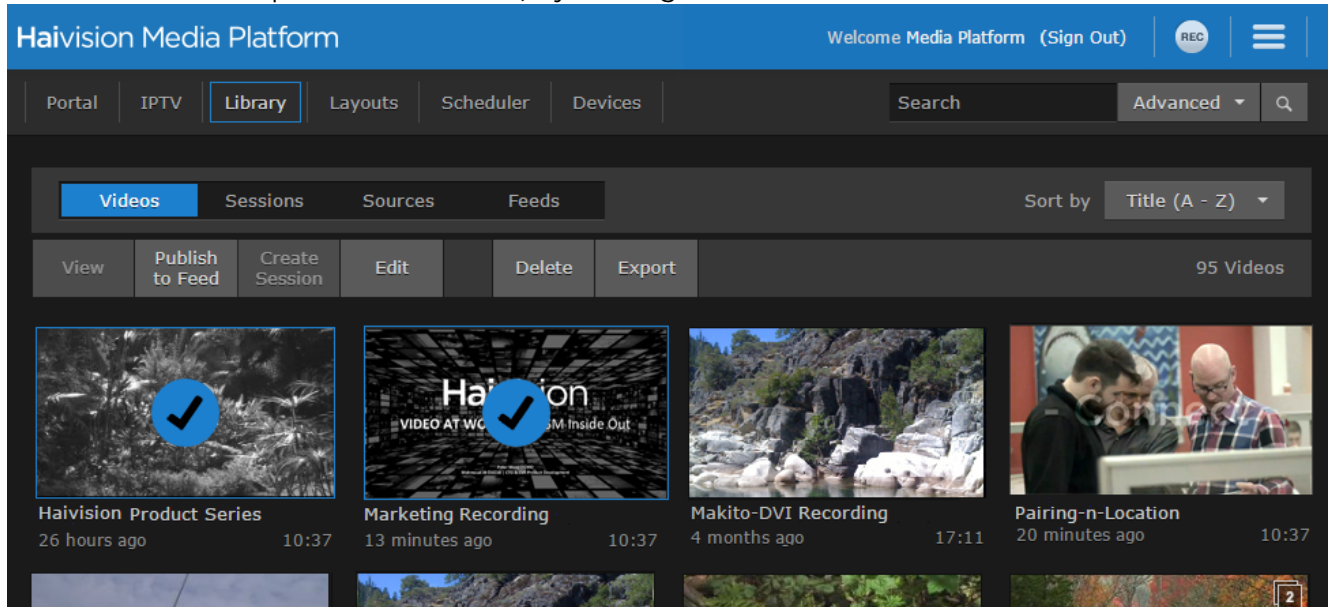 Haivision Media Platform
Welcome Media Platform (Sign Out)
REC
Portal IPTV Library Layouts Scheduler Devices
Search Advanced
Videos Sessions Sources Feeds
Sort by Title (A - Z)
View Publish to Feed Create Session Edit Delete Export
95 Videos
Hai on
VIDEO AT WO SM Inside Out
Connect
Haivision Product Series
26 hours ago 10:37
Marketing Recording
13 minutes ago 10:37
Makito-DVI Recording
4 months ago 17:11
Pairing-n-Location
20 minutes ago 10:37
2